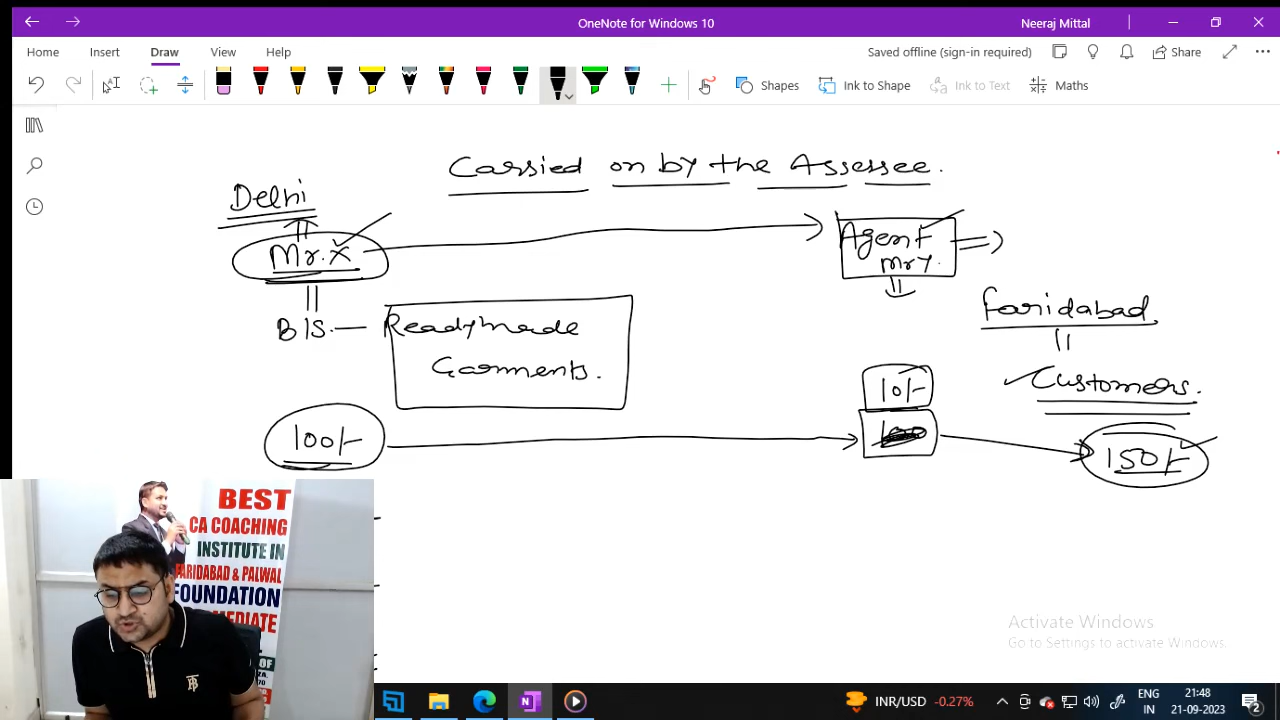 OneNote for Windows 10
Neeraj Mittal
Home Insert Draw View Help
Saved offline (sign-in required)
Share
Shapes
Ink to Shape
Ink to Text
Maths
Carried on by the Assessee.
Delhi
Mr. X
Agent
Mr Y.
B/S. — Readymade
Garments.
Faridabad
Customers.
10/-
100/-
150/-
BEST
CA COACHING
INSTITUTE IN
FARIDABAD & PALWAL
FOUNDATION
Activate Windows
Go to Settings to activate Windows.
INR/USD -0.27%
ENG
IN
21:48
21-09-2023
2